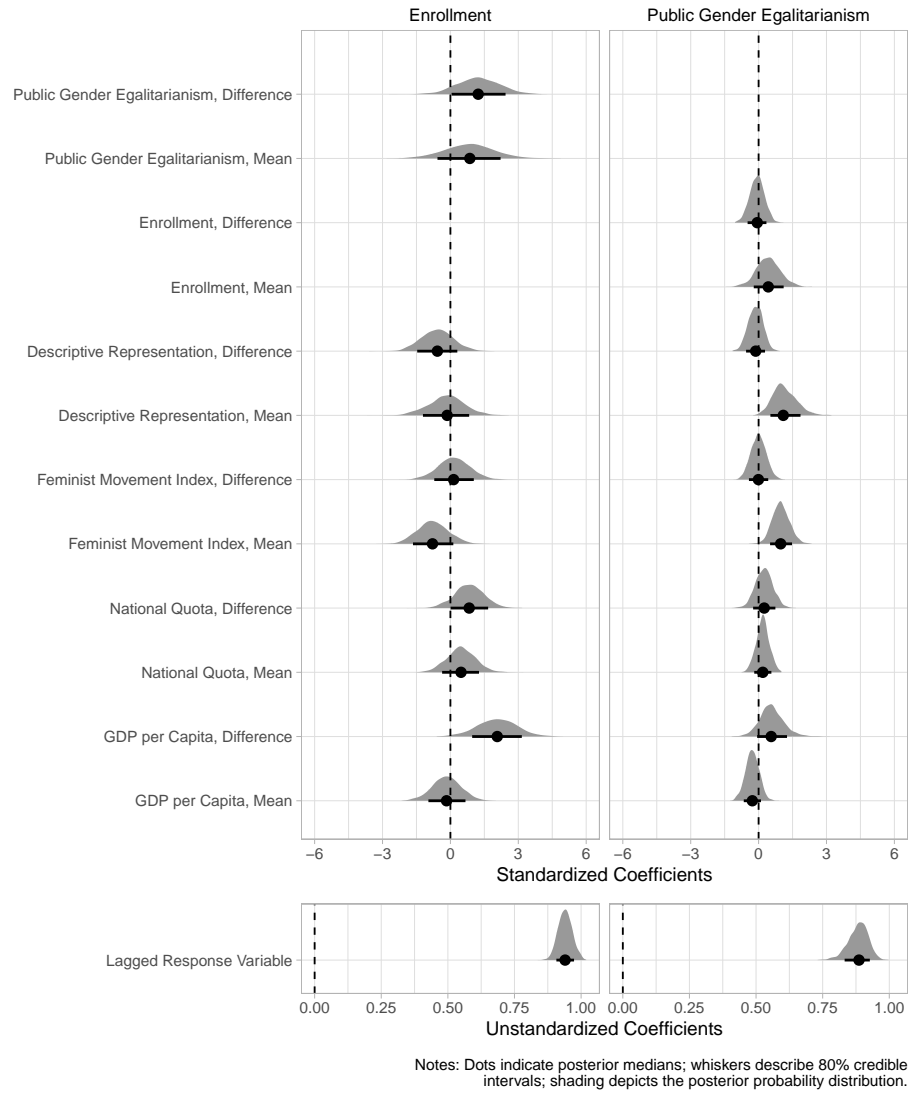 Enrollment
Public Gender Egalitarianism
Public Gender Egalitarianism, Difference
Public Gender Egalitarianism, Mean
Enrollment, Difference
Enrollment, Mean
Descriptive Representation, Difference
Descriptive Representation, Mean
Feminist Movement Index, Difference
Feminist Movement Index, Mean
National Quota, Difference
National Quota, Mean
GDP per Capita, Difference
GDP per Capita, Mean
−6 −3 0 3 6 −6 −3 0 3 6
Standardized Coefficients
Lagged Response Variable
0.00 0.25 0.50 0.75 1.00 0.00 0.25 0.50 0.75 1.00
Unstandardized Coefficients
Notes: Dots indicate posterior medians; whiskers describe 80% credible
intervals; shading depicts the posterior probability distribution.